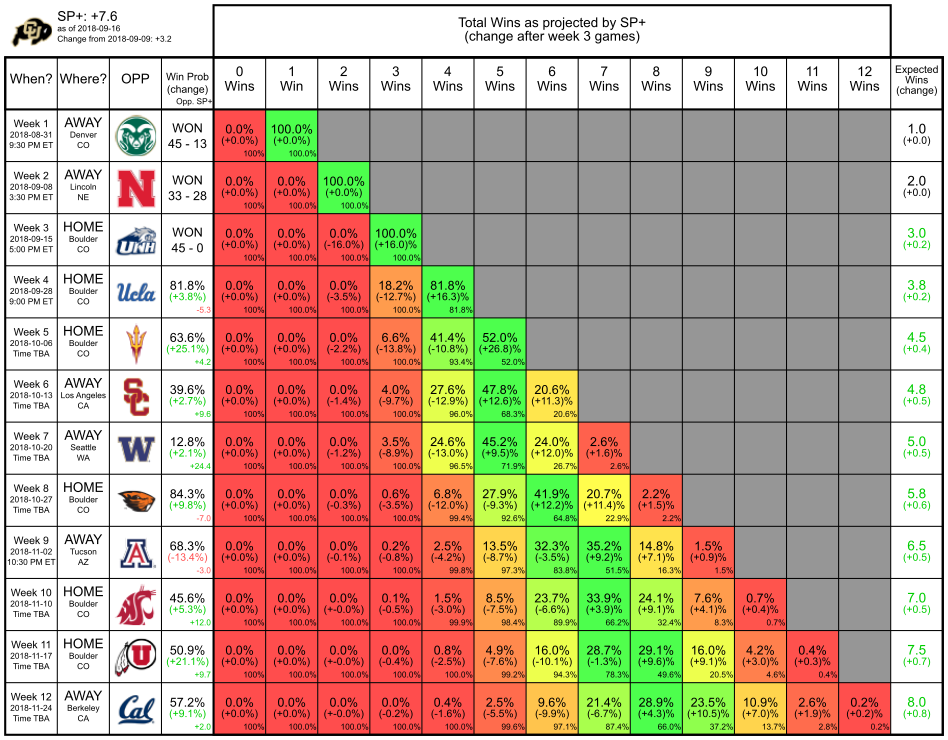 SP+: +7.6
as of 2018-09-16
Change from 2018-09-09: +3.2
Total Wins as projected by SP+
(change after week 3 games)
When? Where? OPP Win Prob (change) Opp. SP+ 0 Wins 1 Win 2 Wins 3 Wins 4 Wins 5 Wins 6 Wins 7 Wins 8 Wins 9 Wins 10 Wins 11 Wins 12 Wins Expected Wins (change)
Week 1 AWAY 0.0% 100.0% 1.0
2018-08-31 Denver WON (+0.0%) (+0.0%) (+0.0)
9:30 PM ET CO 45 - 13 100% 100.0%
Week 2 AWAY N 0.0% 0.0% 100.0% 2.0
2018-09-08 Lincoln WON (+0.0%) (+0.0%) (+0.0%) (+0.0)
3:30 PM ET NE 33 - 28 100% 100.0% 100.0%
Week 3 HOME UNH 0.0% 0.0% 0.0% 100.0% 3.0
2018-09-15 Boulder WON (+0.0%) (+0.0%) (-16.0%) (+16.0)% (+0.2)
5:00 PM ET CO 45 - 0 100% 100.0% 100.0% 100.0%
Week 4 HOME Ucla 81.8% 0.0% 0.0% 0.0% 18.2% 81.8% 3.8
2018-09-28 Boulder (+3.8%) (+0.0%) (+0.0%) (-3.5%) (-12.7%) (+16.3)% (+0.2)
9:00 PM ET CO -5.3 100% 100.0% 100.0% 100.0% 81.8%
Week 5 HOME 63.6% 0.0% 0.0% 0.0% 6.6% 41.4% 52.0% 4.5
2018-10-06 Boulder (+25.1%) (+0.0%) (+0.0%) (-2.2%) (-13.8%) (-10.8%) (+26.8)% (+0.4)
Time TBA CO +4.2 100% 100.0% 100.0% 100.0% 93.4% 52.0%
Week 6 AWAY SC 39.6% 0.0% 0.0% 0.0% 4.0% 27.6% 47.8% 20.6% 4.8
2018-10-13 Los Angeles (+2.7%) (+0.0%) (+0.0%) (-1.4%) (-9.7%) (-12.9%) (+12.6)% (+11.3)% (+0.5)
Time TBA CA +9.6 100% 100.0% 100.0% 100.0% 96.0% 68.3% 20.6%
Week 7 AWAY W 12.8% 0.0% 0.0% 0.0% 3.5% 24.6% 45.2% 24.0% 2.6% 5.0
2018-10-20 Seattle (+2.1%) (+0.0%) (+0.0%) (-1.2%) (-8.9%) (-13.0%) (+9.5)% (+12.0)% (+1.6)% (+0.5)
Time TBA WA +24.4 100% 100.0% 100.0% 100.0% 96.5% 71.9% 26.7% 2.6%
Week 8 HOME 84.3% 0.0% 0.0% 0.0% 0.6% 6.8% 27.9% 41.9% 20.7% 2.2% 5.8
2018-10-27 Boulder (+9.8%) (+0.0%) (+0.0%) (-0.3%) (-3.5%) (-12.0%) (-9.3%) (+12.2)% (+11.4)% (+1.5)% (+0.6)
Time TBA CO -7.0 100% 100.0% 100.0% 100.0% 99.4% 92.6% 64.8% 22.9% 2.2%
Week 9 AWAY A 68.3% 0.0% 0.0% 0.0% 0.2% 2.5% 13.5% 32.3% 35.2% 14.8% 1.5% 6.5
2018-11-02 Tucson (-13.4%) (+0.0%) (+0.0%) (-0.1%) (-0.8%) (-4.2%) (-8.7%) (-3.5%) (+9.2)% (+7.1)% (+0.9)% (+0.5)
10:30 PM ET AZ -3.0 100% 100.0% 100.0% 100.0% 99.8% 97.3% 83.8% 51.5% 16.3% 1.5%
Week 10 HOME 45.6% 0.0% 0.0% 0.0% 0.1% 1.5% 8.5% 23.7% 33.9% 24.1% 7.6% 0.7% 7.0
2018-11-10 Boulder (+5.3%) (+0.0%) (+0.0%) (+-0.0%) (-0.5%) (-3.0%) (-7.5%) (-6.6%) (+3.9)% (+9.1)% (+4.1)% (+0.4)% (+0.5)
Time TBA CO +12.0 100% 100.0% 100.0% 100.0% 99.9% 98.4% 89.9% 66.2% 32.4% 8.3% 0.7%
Week 11 HOME U 50.9% 0.0% 0.0% 0.0% 0.0% 0.8% 4.9% 16.0% 28.7% 29.1% 16.0% 4.2% 0.4% 7.5
2018-11-17 Boulder (+21.1%) (+0.0%) (+0.0%) (+-0.0%) (-0.4%) (-2.5%) (-7.6%) (-10.1%) (-1.3%) (+9.6)% (+9.1)% (+3.0)% (+0.3)% (+0.7)
Time TBA CO +9.7 100% 100.0% 100.0% 100.0% 100.0% 99.2% 94.3% 78.3% 49.6% 20.5% 4.6% 0.4%
Week 12 AWAY Cal 57.2% 0.0% 0.0% 0.0% 0.0% 0.4% 2.5% 9.6% 21.4% 28.9% 23.5% 10.9% 2.6% 0.2% 8.0
2018-11-24 Berkeley (+9.1%) (+0.0%) (+0.0%) (+-0.0%) (-0.2%) (-1.6%) (-5.5%) (-9.9%) (-6.7%) (+4.3)% (+10.5)% (+7.0)% (+1.9)% (+0.2)% (+0.8)
Time TBA CA +2.0 100% 100.0% 100.0% 100.0% 100.0% 99.6% 97.1% 87.4% 66.0% 37.2% 13.7% 2.8% 0.2%